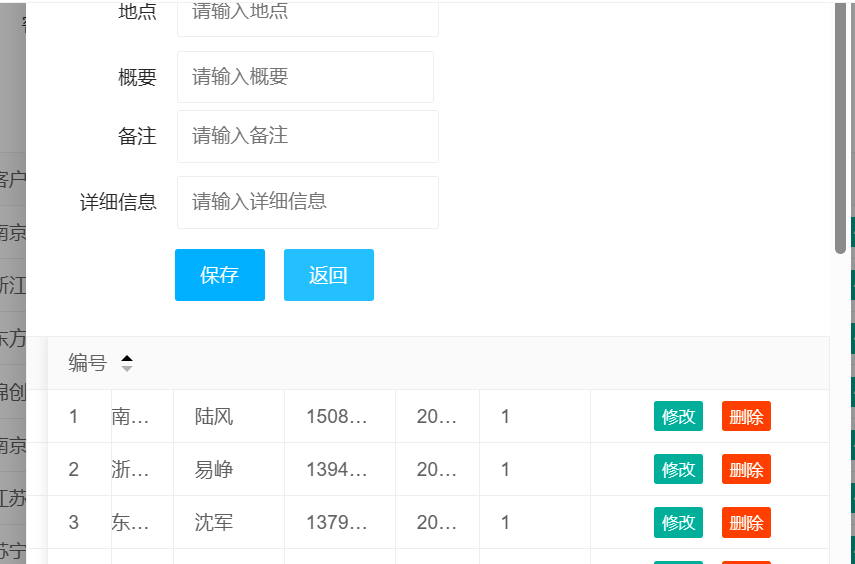 地点 请输入地点
概要 请输入概要
备注 请输入备注
详细信息 请输入详细信息
保存 返回
编号
1 南... 陆风 1508... 20... 1 修改 删除
2 浙... 易峥 1394... 20... 1 修改 删除
3 东... 沈军 1379... 20... 1 修改 删除
客户
南京
浙江
东方
锦创
南京
江苏
苏宁